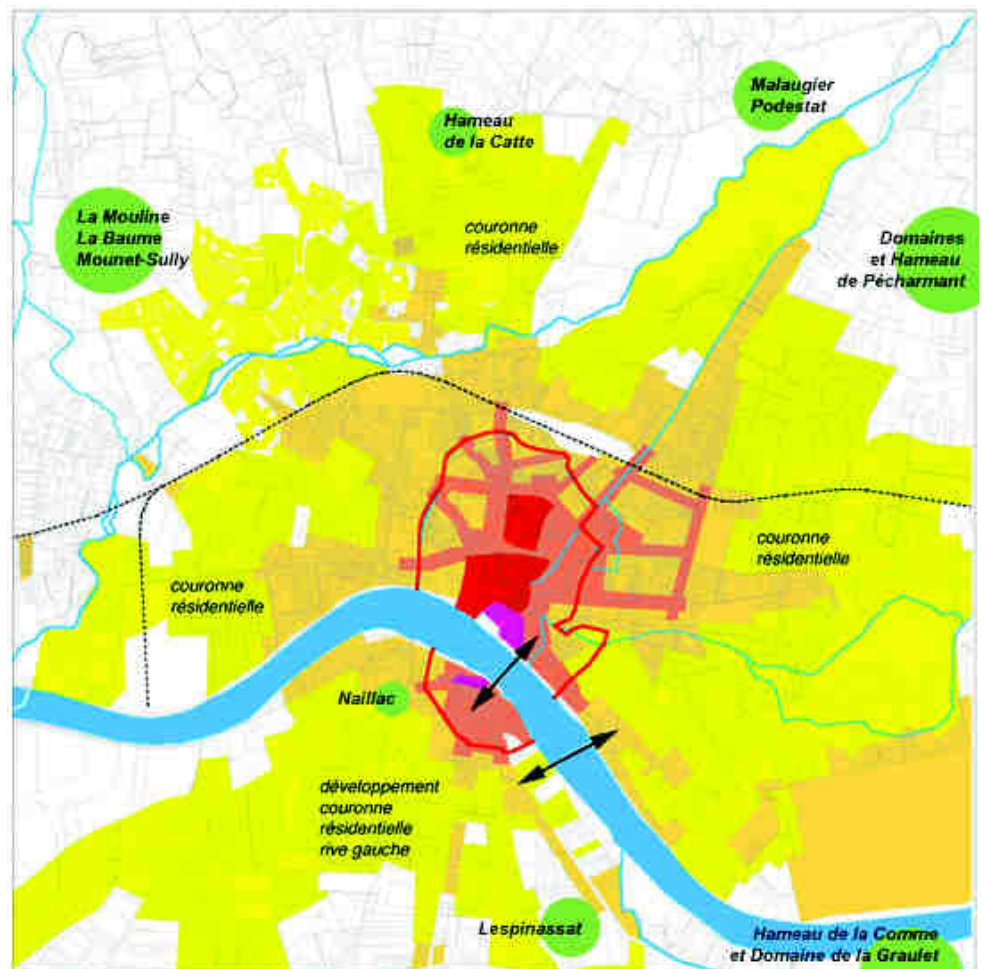 Malaugier
Podestat
Hameau
de la Catte
La Mouline
La Baume
Mounet-Sully
couronne
résidentielle
Domaines
et Hameau
de Pécharmant
couronne
résidentielle
couronne
résidentielle
Naillac
développement
couronne
résidentielle
rive gauche
Lespinassat
Hameau de la Comme
et Domaine de la Graulet